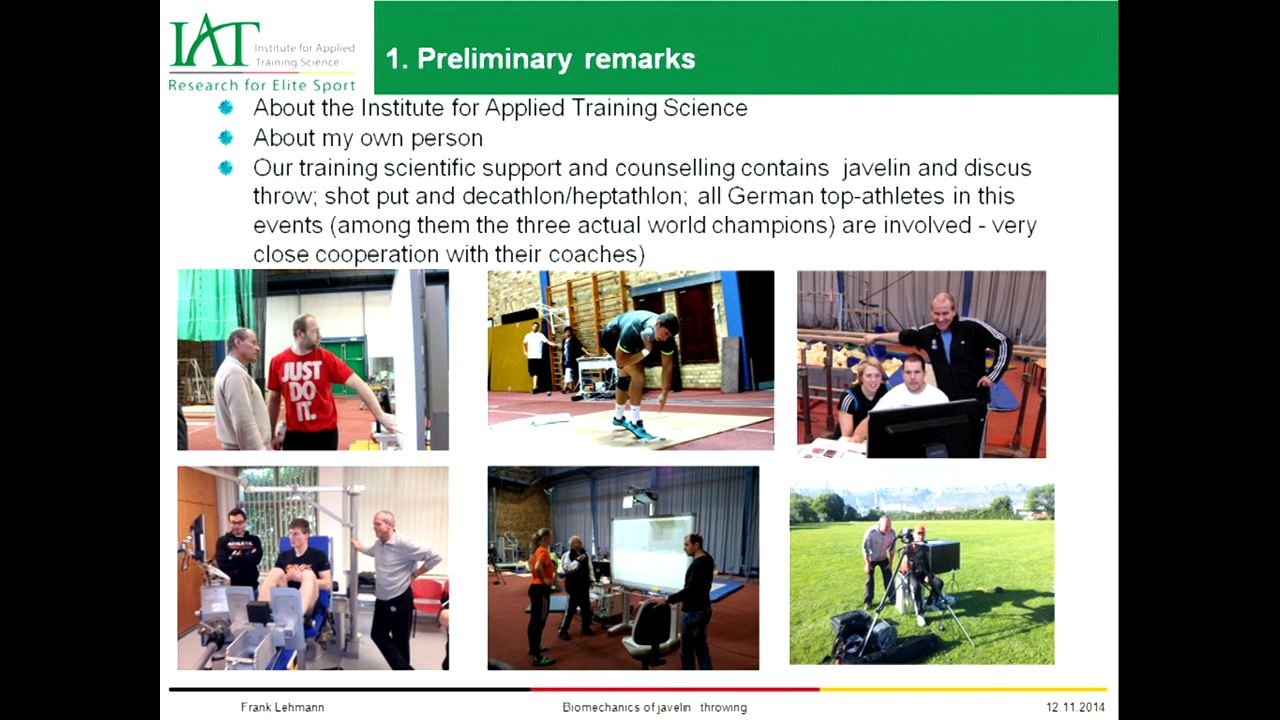 IAT
Institute for Applied
Training Science
Research for Elite Sport
1. Preliminary remarks
About the Institute for Applied Training Science
About my own person
Our training scientific support and counselling contains javelin and discus
throw; shot put and decathlon/heptathlon; all German top-athletes in this
events (among them the three actual world champions) are involved - very
close cooperation with their coaches)
JUST
DO
IT.
Frank Lehmann
Biomechanics of javelin throwing
12.11.2014